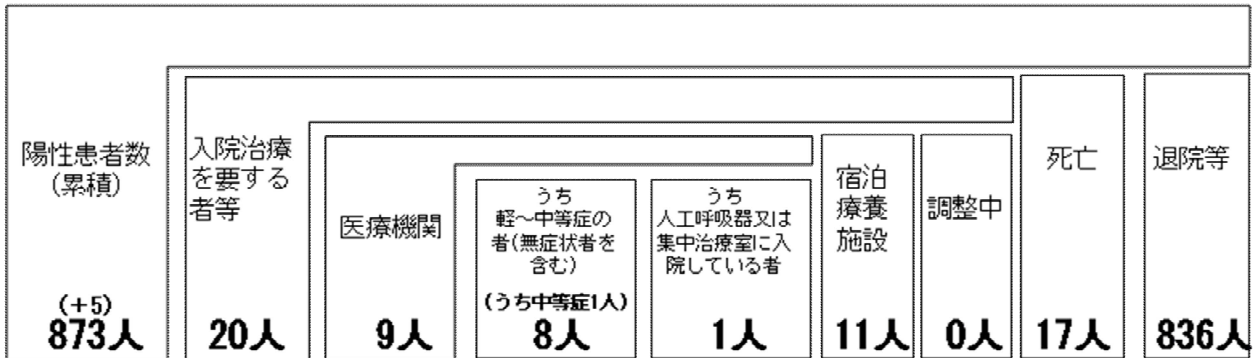 陽性患者数
(累積)
(+5)
873人
入院治療
を要する
者等
20人
医療機関
9人
うち
軽～中等症の
者(無症状者を
含む)
(うち中等症1人)
8人
うち
人工呼吸器又は
集中治療室に入
院している者
1人
宿泊
療養
施設
11人
調整中
0人
死亡
17人
退院等
836人